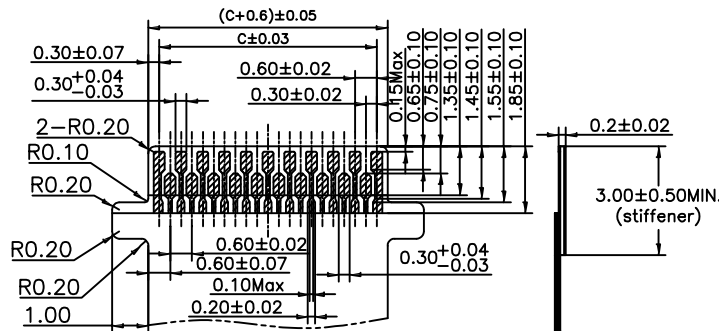 (C+0.6)±0.05
C±0.03
0.30±0.07
0.60±0.02
0.30+0.04
-0.03
0.30±0.02
0.15Max
0.65±0.10
0.75±0.10
1.35±0.10
1.45±0.10
1.55±0.10
1.85±0.10
0.2±0.02
2-R0.20
R0.10
R0.20
3.00±0.50MIN.
(stiffener)
R0.20
R0.20
1.00
0.60±0.02
0.60±0.07
0.30+0.04
-0.03
0.10Max
0.20±0.02